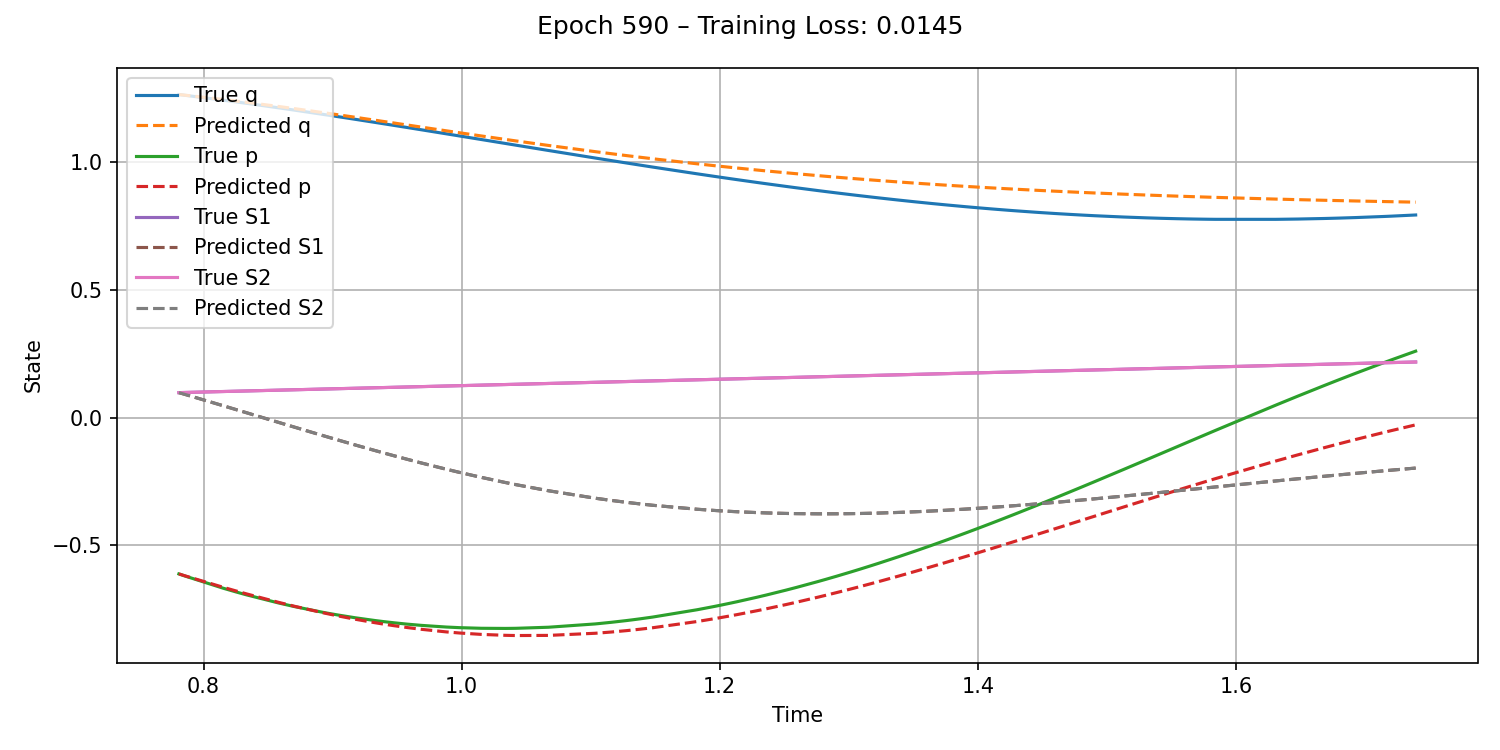 Epoch 590 – Training Loss: 0.0145
True q
Predicted q
True p
Predicted p
True S1
Predicted S1
True S2
Predicted S2
1.0
0.5
0.0
−0.5
State
0.8
1.0
1.2
1.4
1.6
Time